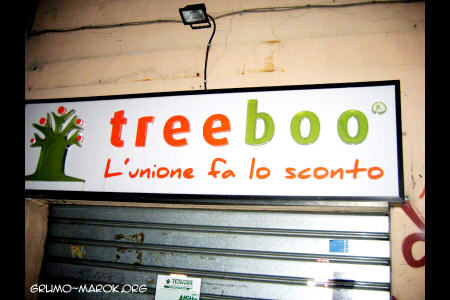 treeboo
L'unione fa lo sconto
GRUMO-MAROK.ORG